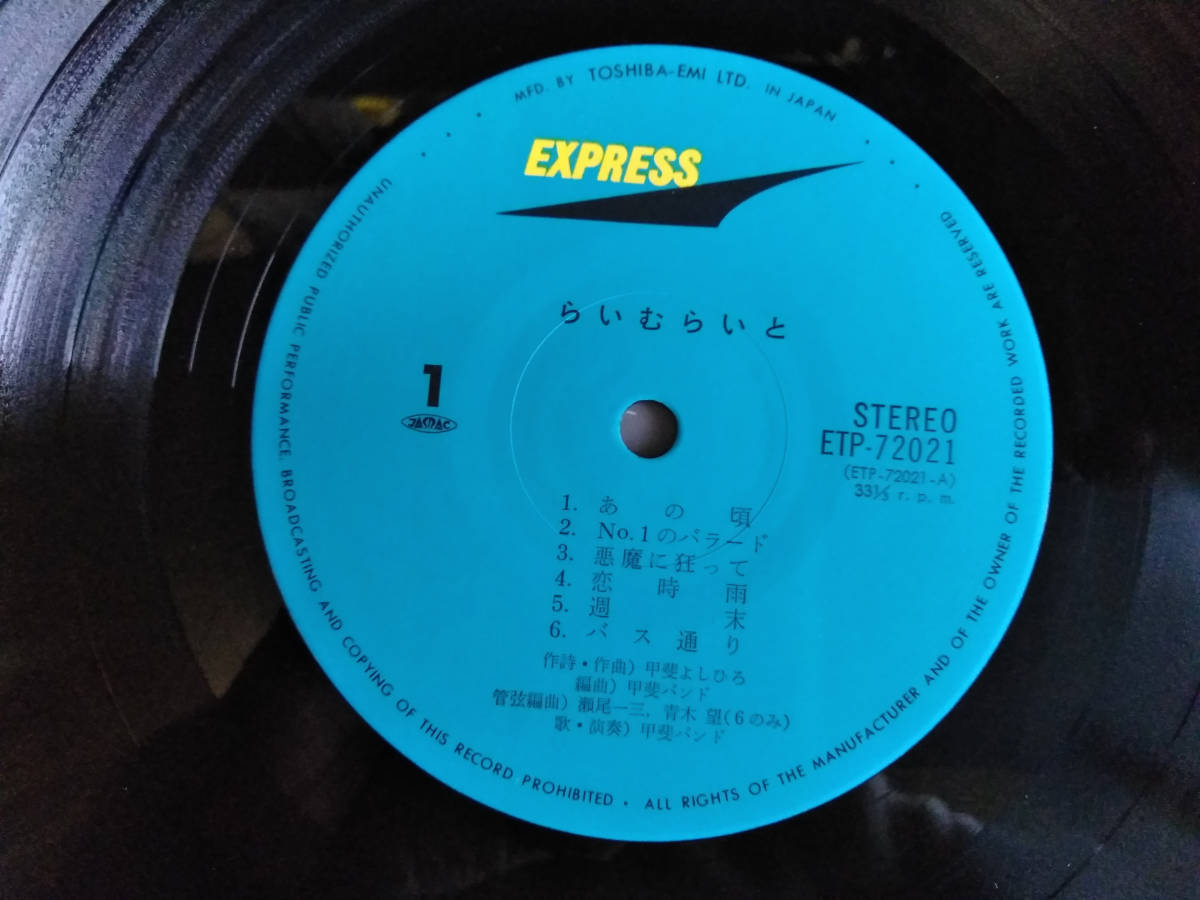 MFD. BY TOSHIBA-EMI LTD. IN JAPAN
EXPRESS
らいむらいと
1
JASRAC
STEREO
ETP-72021
(ETP-72021-A)
33⅓ r. p. m.
1. あの頃
2. No.1のバラード
3. 悪魔に狂って
4. 恋時雨
5. 週末
6. バス通り
作詩・作曲) 甲斐よしひろ
編曲) 甲斐バンド
管弦編曲) 瀬尾一三, 青木 望(6のみ)
歌・演奏) 甲斐バンド
UNAUTHORIZED PUBLIC PERFORMANCE, BROADCASTING AND COPYING OF THIS RECORD PROHIBITED • ALL RIGHTS OF THE MANUFACTURER AND OF THE OWNER OF THE RECORDED WORK ARE RESERVED